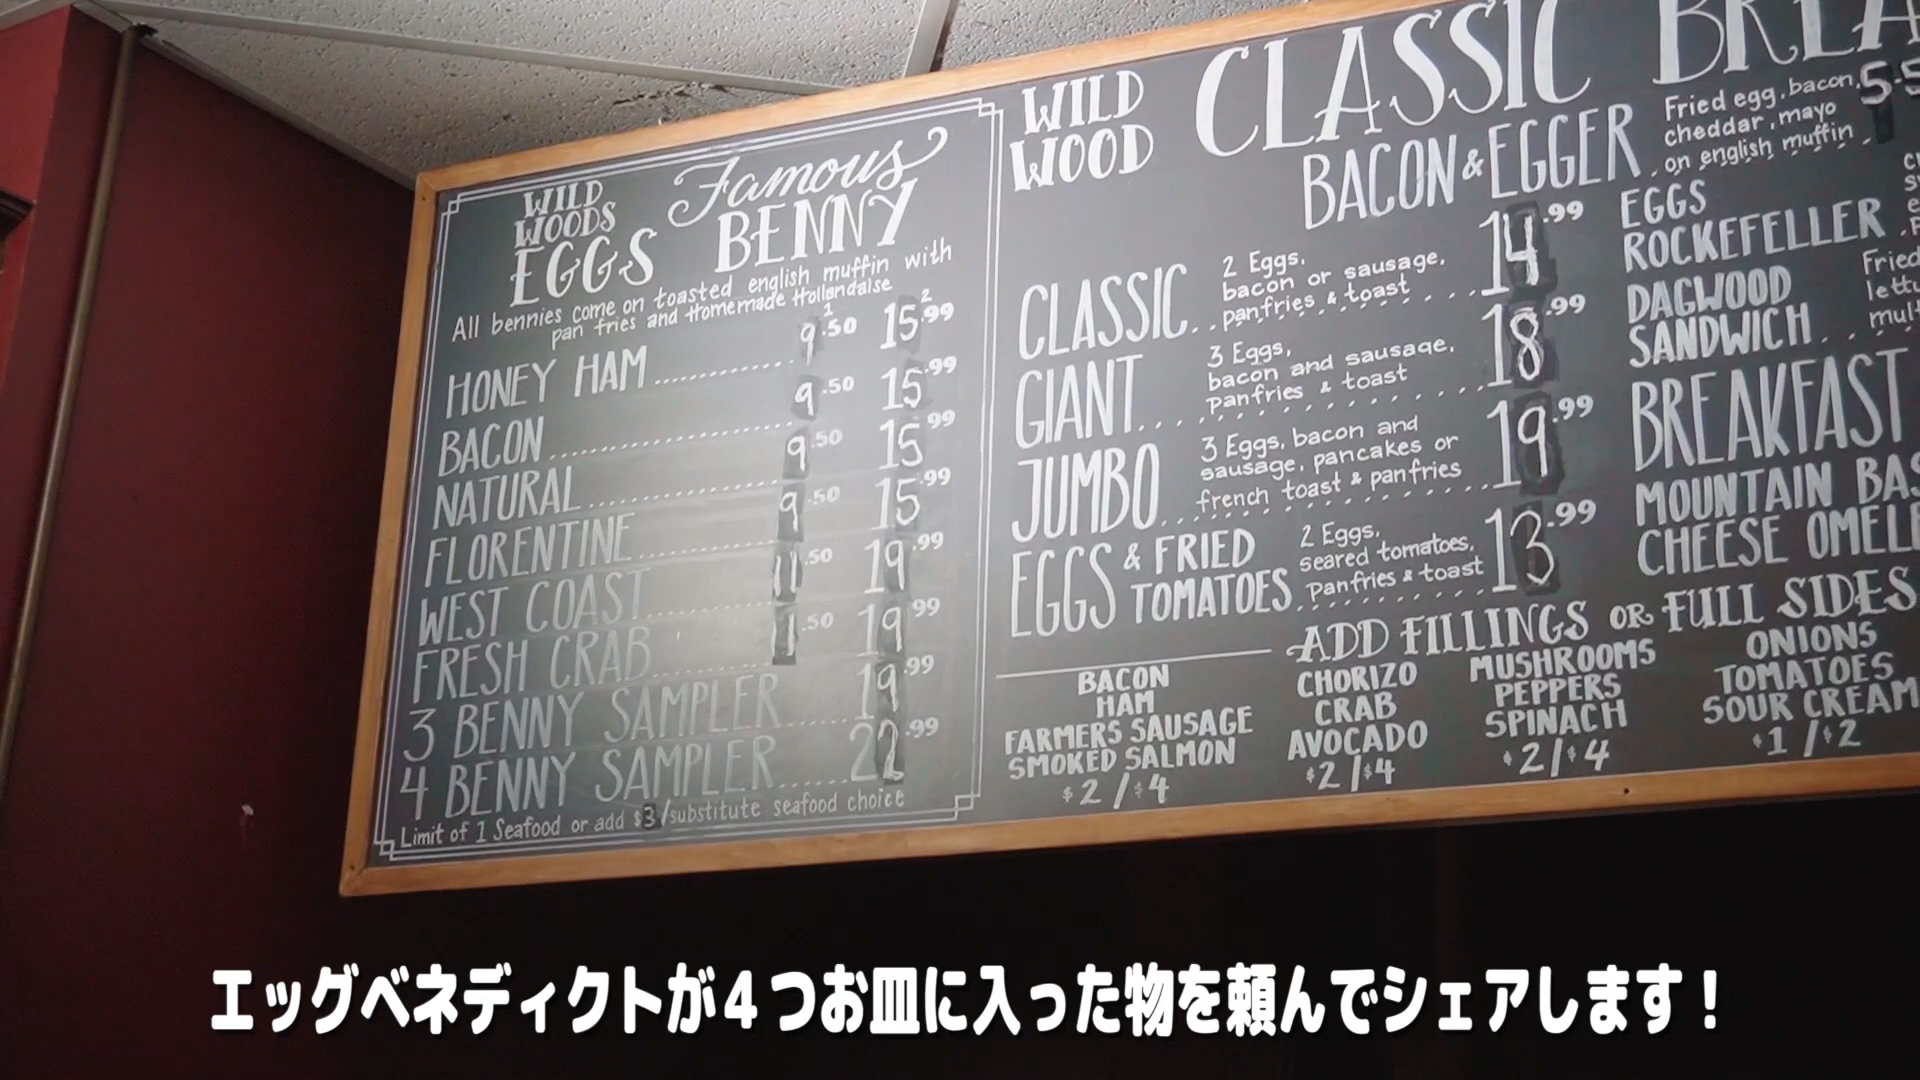 WILD
WOODS
Famous
EGGS BENNY
All bennies come on toasted english muffin with
pan fries and Homemade Hollandaise
1 2
HONEY HAM 9.50 15.99
BACON 9.50 15.99
NATURAL 9.50 15.99
FLORENTINE 9.50 15.99
WEST COAST 11.50 19.99
FRESH CRAB 11.50 19.99
3 BENNY SAMPLER 19.99
4 BENNY SAMPLER 22.99
Limit of 1 Seafood or add $3/substitute seafood choice
WILD
WOOD
CLASSIC
BACON & EGGER
Fried egg, bacon,
cheddar, mayo
on english muffin
CLASSIC
2 Eggs,
bacon or sausage,
panfries & toast
14.99
GIANT
3 Eggs,
bacon and sausage,
panfries & toast
18.99
JUMBO
3 Eggs, bacon and
sausage, pancakes or
french toast & panfries
19.99
EGGS & FRIED
TOMATOES
2 Eggs,
seared tomatoes,
panfries & toast
13.99
EGGS
ROCKEFELLER
DAGWOOD
SANDWICH
Fried
BREAKFAST
MOUNTAIN
CHEESE
ADD FILLINGS OR FULL SIDES
BACON
HAM
FARMERS SAUSAGE
SMOKED SALMON
$2/$4
CHORIZO
CRAB
AVOCADO
$2/$4
MUSHROOMS
PEPPERS
SPINACH
$2/$4
ONIONS
TOMATOES
SOUR CREAM
$1/$2
エッグベネディクトが4つお皿に入った物を頼んでシェアします!